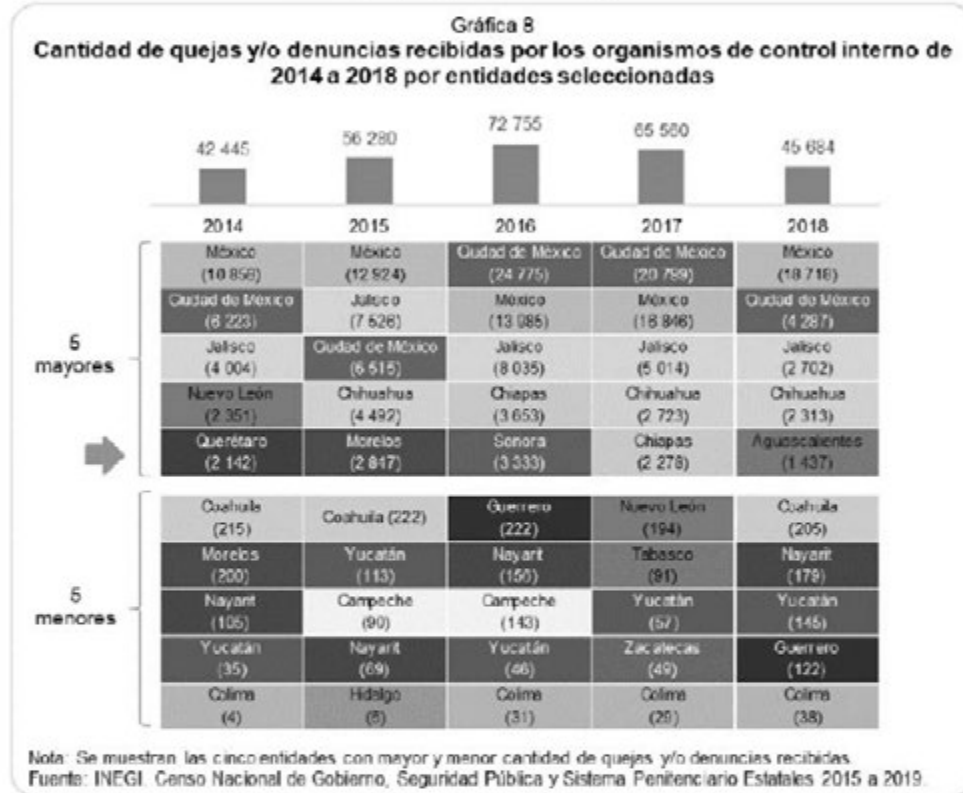 Gráfica 8
Cantidad de quejas y/o denuncias recibidas por los organismos de control interno de
2014 a 2018 por entidades seleccionadas
42 445 56 280 72 755 65 560 45 684
2014 2015 2016 2017 2018
5
mayores
México México Ciudad de México Ciudad de México México
(10 858) (12 924) (24 775) (20 789) (18 718)
Ciudad de México Jalisco México México Ciudad de México
(6 223) (7 526) (13 985) (16 846) (4 287)
Jalisco Ciudad de México Jalisco Jalisco Jalisco
(4 004) (6 515) (8 035) (5 014) (2 702)
Nuevo León Chihuahua Chiapas Chihuahua Chihuahua
(2 351) (4 492) (3 653) (2 723) (2 313)
Querétaro Morelos Sonora Chiapas Aguascalientes
(2 142) (2 847) (3 333) (2 278) (1 437)
5
menores
Coahuila Coahuila (222) Guerrero Nuevo León Coahuila
(215) (222) (194) (205)
Morelos Yucatán Nayarit Tabasco Nayarit
(200) (113) (156) (91) (179)
Nayarit Campeche Campeche Yucatán Yucatán
(105) (90) (143) (57) (145)
Yucatán Nayarit Yucatán Zacatecas Guerrero
(35) (69) (46) (49) (122)
Colima Hidalgo Colima Colima Colima
(4) (31) (29) (38)
Nota: Se muestran las cinco entidades con mayor y menor cantidad de quejas y/o denuncias recibidas.
Fuente: INEGI. Censo Nacional de Gobierno, Seguridad Pública y Sistema Penitenciario Estatales 2015 a 2019.